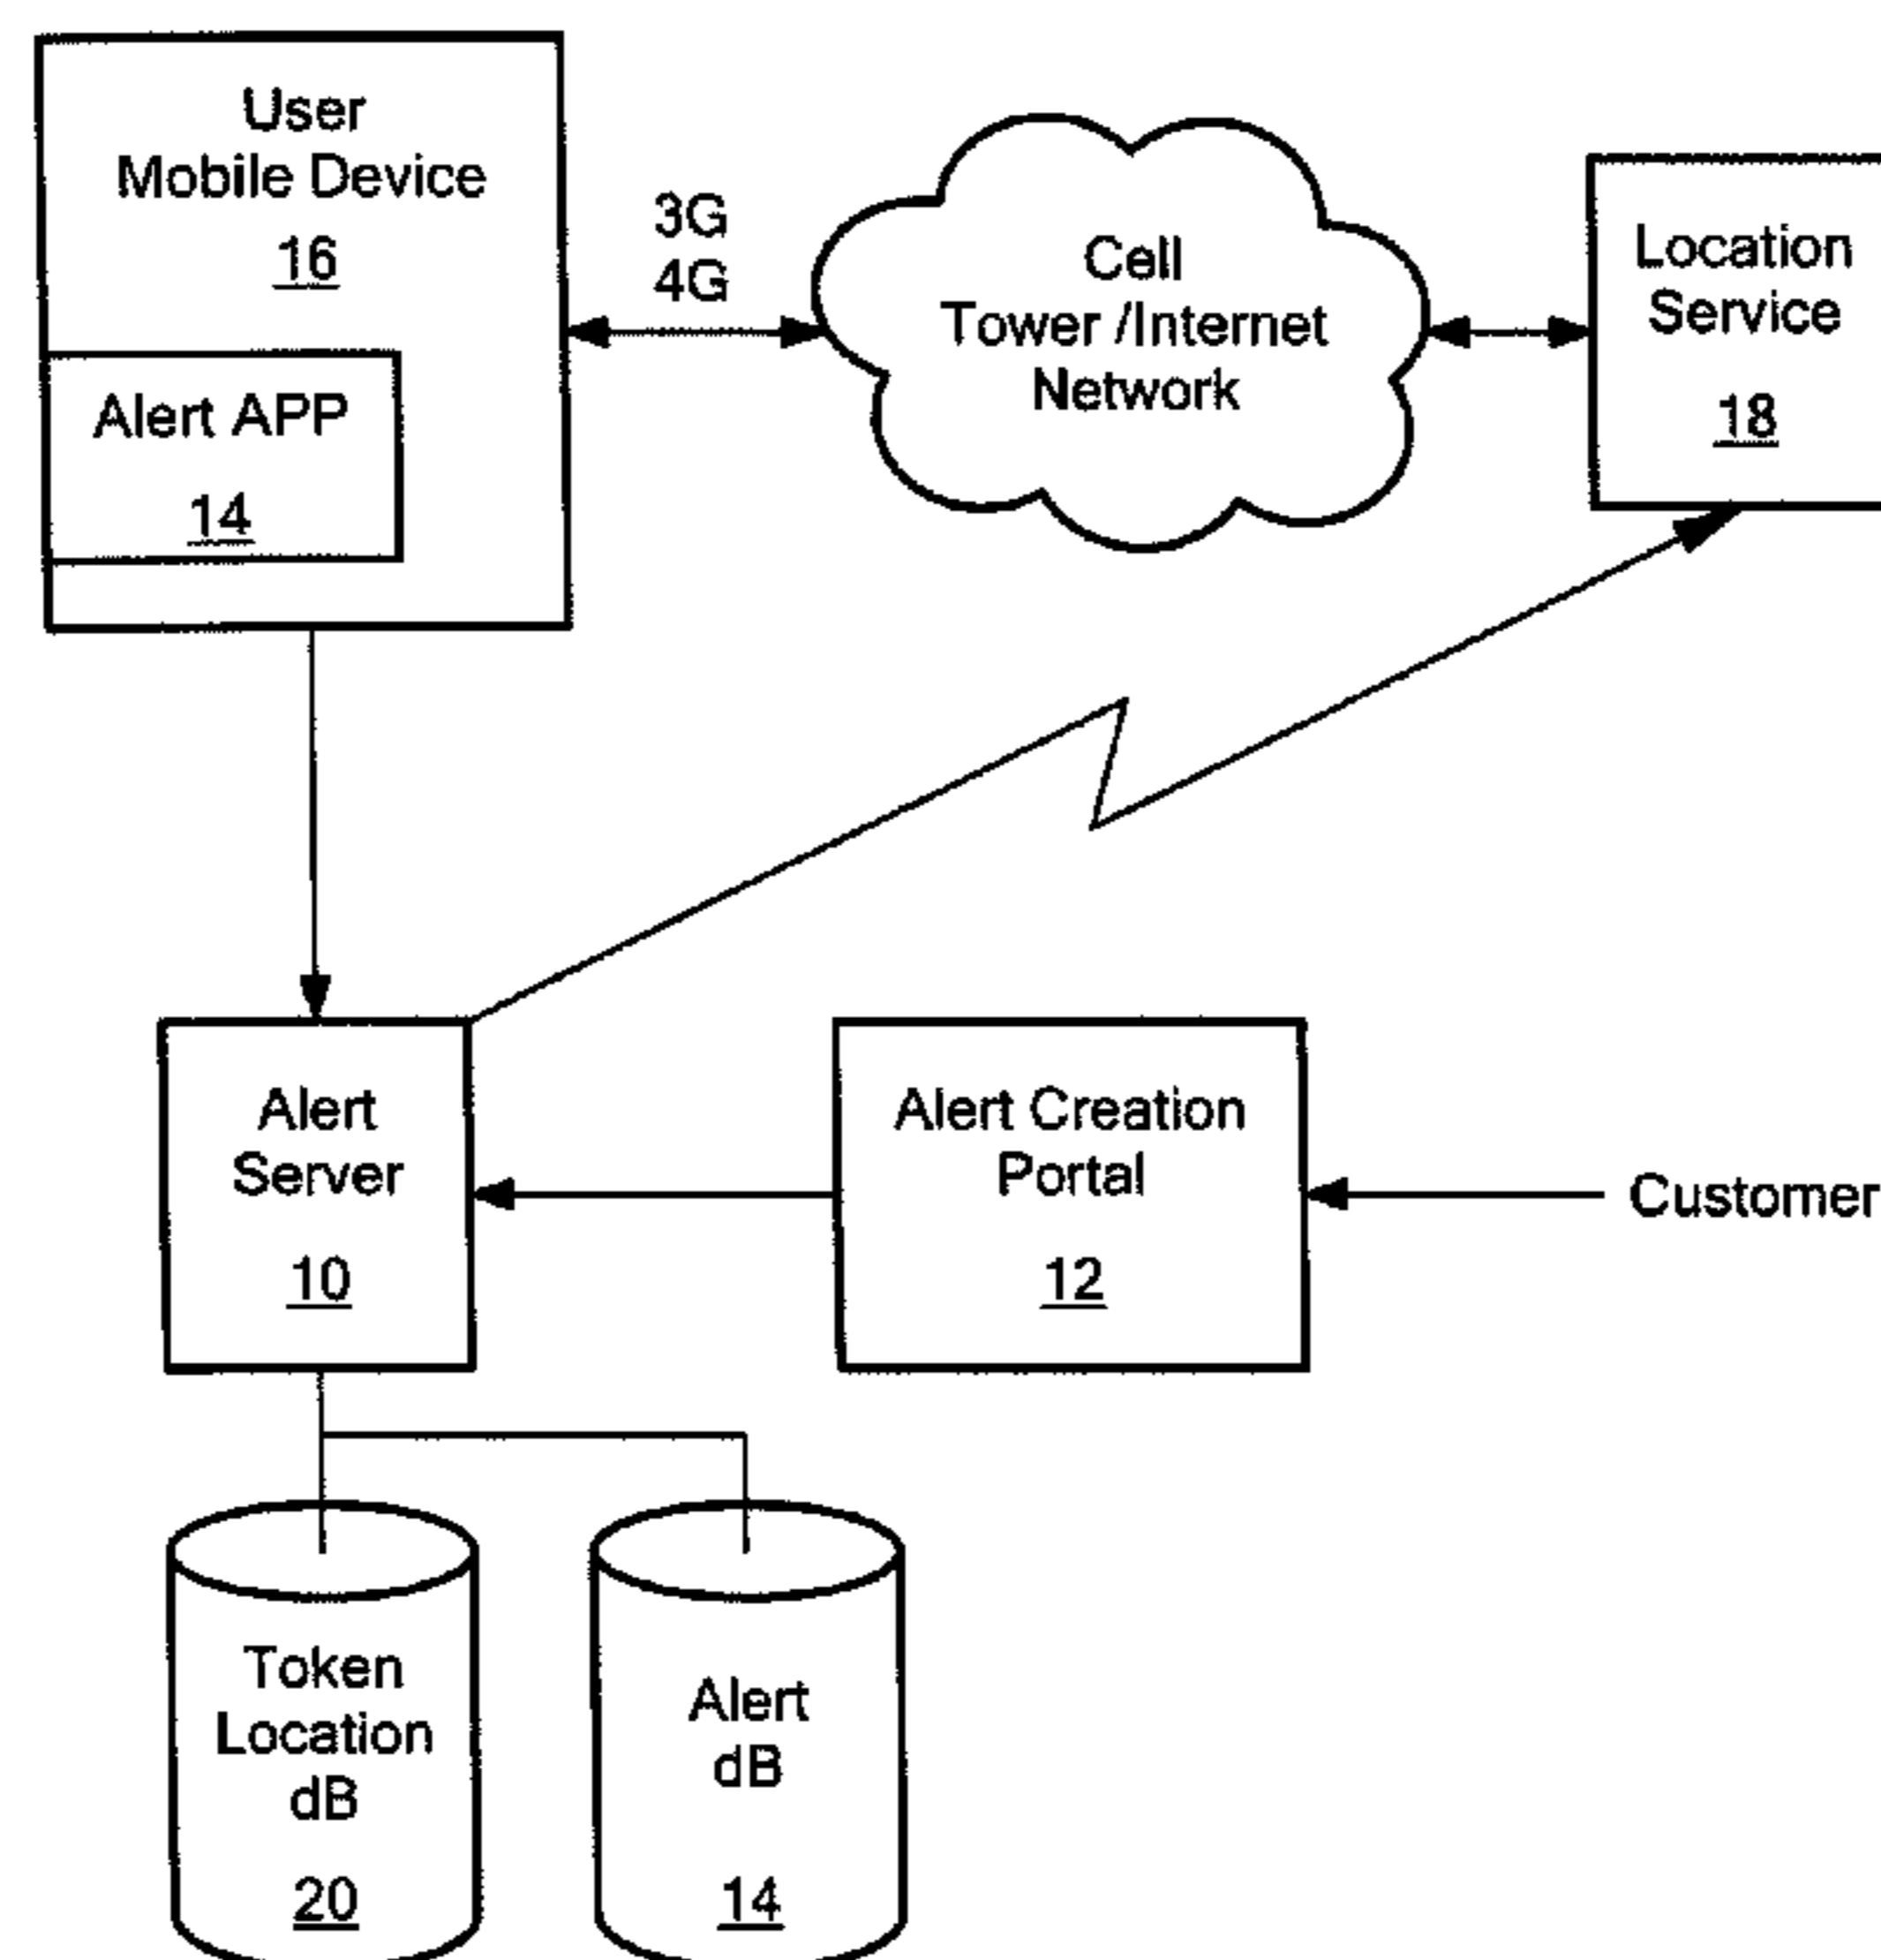 User
Mobile Device
16
Alert APP
14
3G
4G
Cell
Tower /Internet
Network
Location
Service
18
Alert
Server
10
Alert Creation
Portal
12
Customer
Token
Location
dB
20
Alert
dB
14